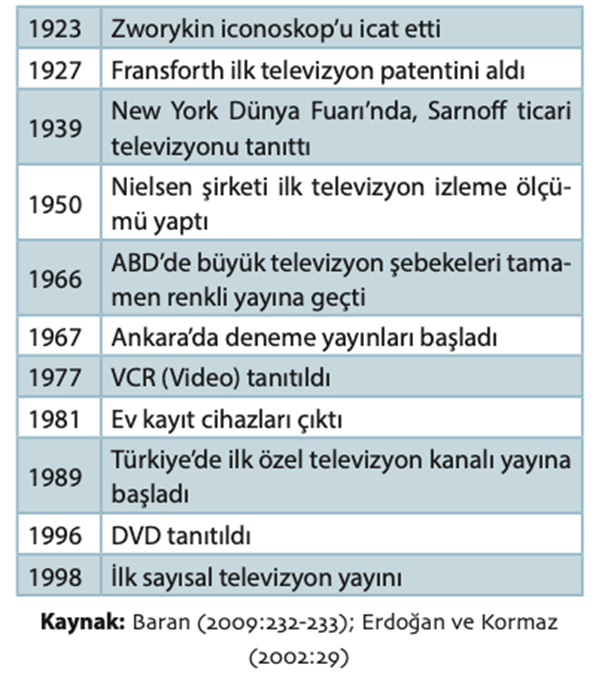 1923 Zworykin iconoskop’u icat etti
1927 Fransforth ilk televizyon patentini aldı
1939 New York Dünya Fuarı’nda, Sarnoff ticari
televizyonu tanıttı
1950 Nielsen şirketi ilk televizyon izleme ölçü-
mü yaptı
1966 ABD’de büyük televizyon şebekeleri tama-
men renkli yayına geçti
1967 Ankara’da deneme yayınları başladı
1977 VCR (Video) tanıtıldı
1981 Ev kayıt cihazları çıktı
1989 Türkiye’de ilk özel televizyon kanalı yayına
başladı
1996 DVD tanıtıldı
1998 İlk sayısal televizyon yayını
Kaynak: Baran (2009:232-233); Erdoğan ve Kormaz
(2002:29)